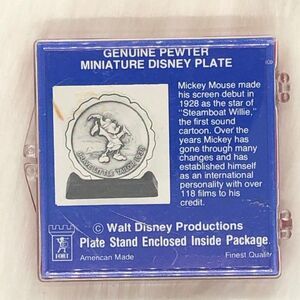 GENUINE PEWTER
MINIATURE DISNEY PLATE
Mickey Mouse made
his screen debut in
1928 as the star of
"Steamboat Willie,"
the first sound
cartoon. Over the
years Mickey has
gone through many
changes and has
established himself
as an international
personality with over
118 films to his
credit.
© Walt Disney Productions
Plate Stand Enclosed Inside Package.
FORT
American Made
Finest Quality